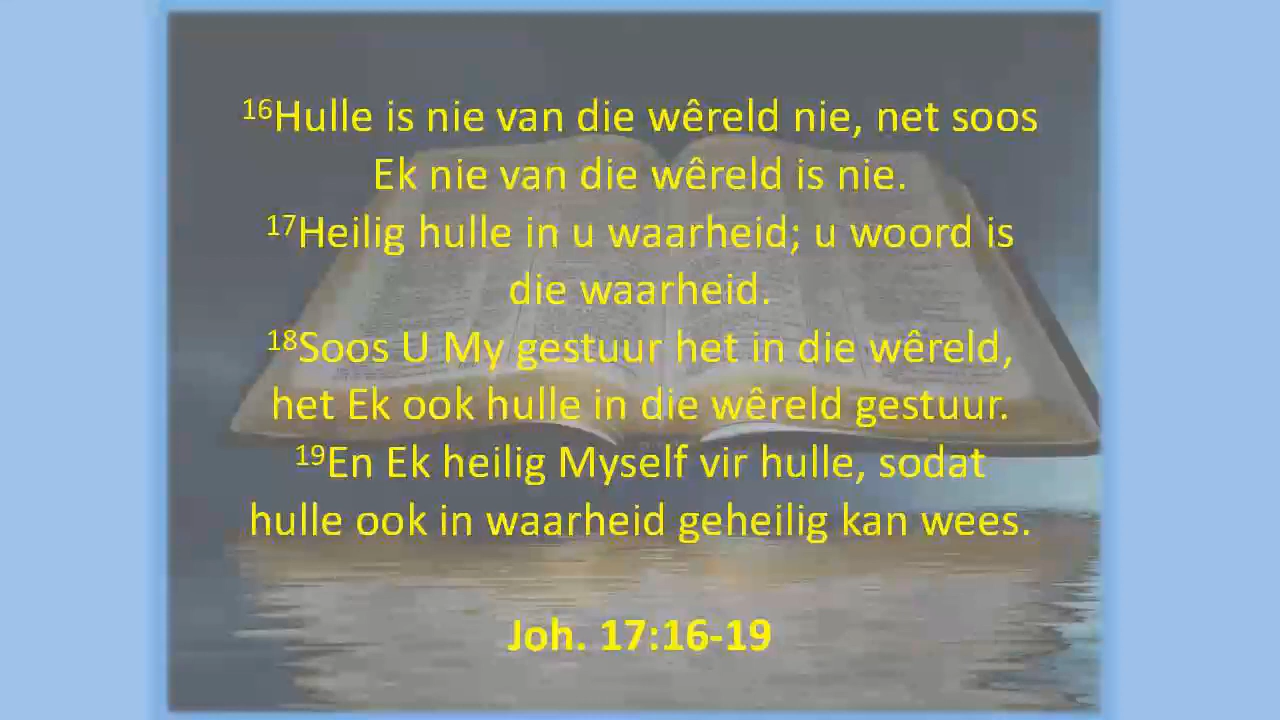 16Hulle is nie van die wêreld nie, net soos
Ek nie van die wêreld is nie.
17Heilig hulle in u waarheid; u woord is
die waarheid.
18Soos U My gestuur het in die wêreld,
het Ek ook hulle in die wêreld gestuur.
19En Ek heilig Myself vir hulle, sodat
hulle ook in waarheid geheilig kan wees.
Joh. 17:16-19